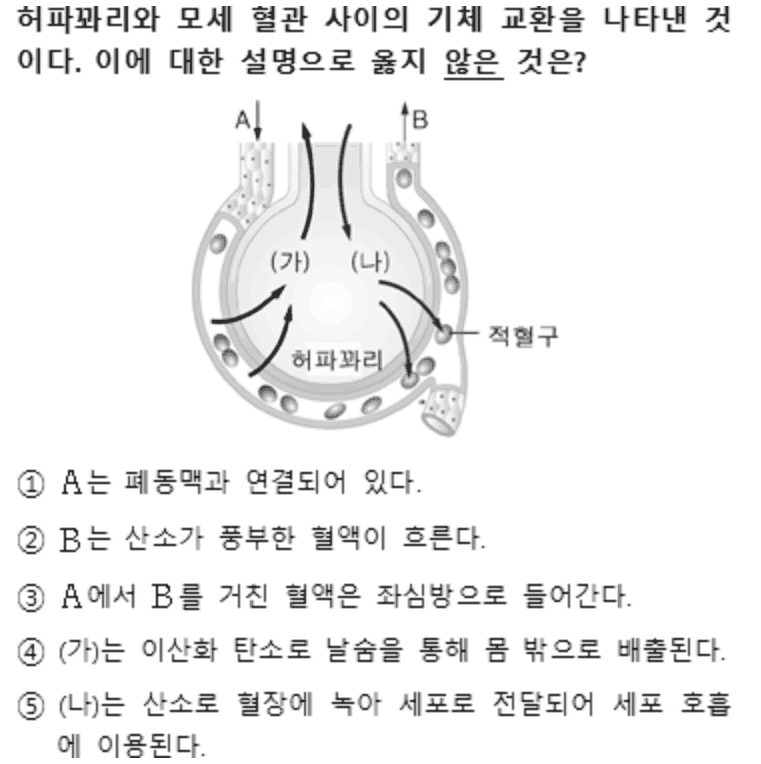 허파꽈리와 모세 혈관 사이의 기체 교환을 나타낸 것
이다. 이에 대한 설명으로 옳지 않은 것은?
A
B
(가)
(나)
적혈구
허파꽈리
① A는 폐동맥과 연결되어 있다.
② B는 산소가 풍부한 혈액이 흐른다.
③ A에서 B를 거친 혈액은 좌심방으로 들어간다.
④ (가)는 이산화 탄소로 날숨을 통해 몸 밖으로 배출된다.
⑤ (나)는 산소로 혈장에 녹아 세포로 전달되어 세포 호흡
에 이용된다.